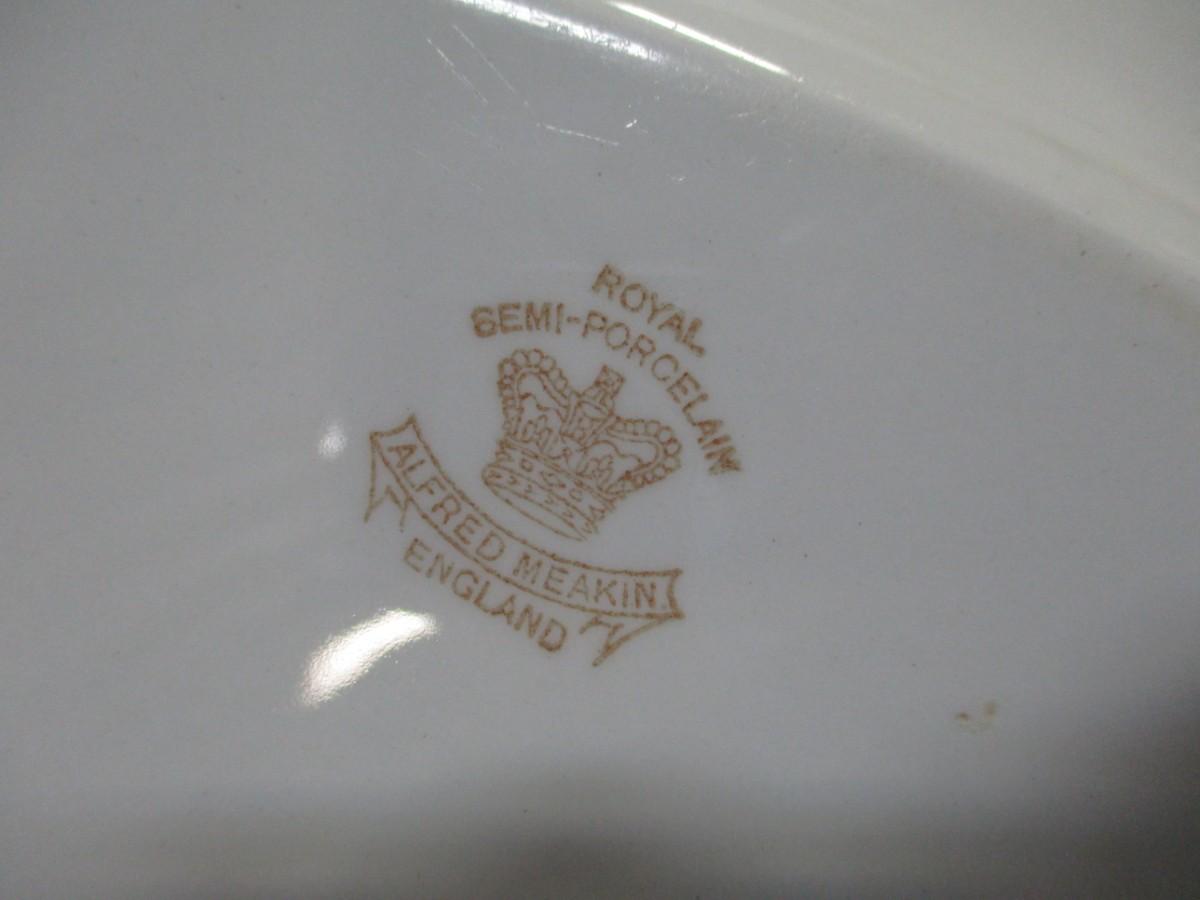 ROYAL
SEMI-PORCELAIN
ALFRED MEAKIN.
ENGLAND